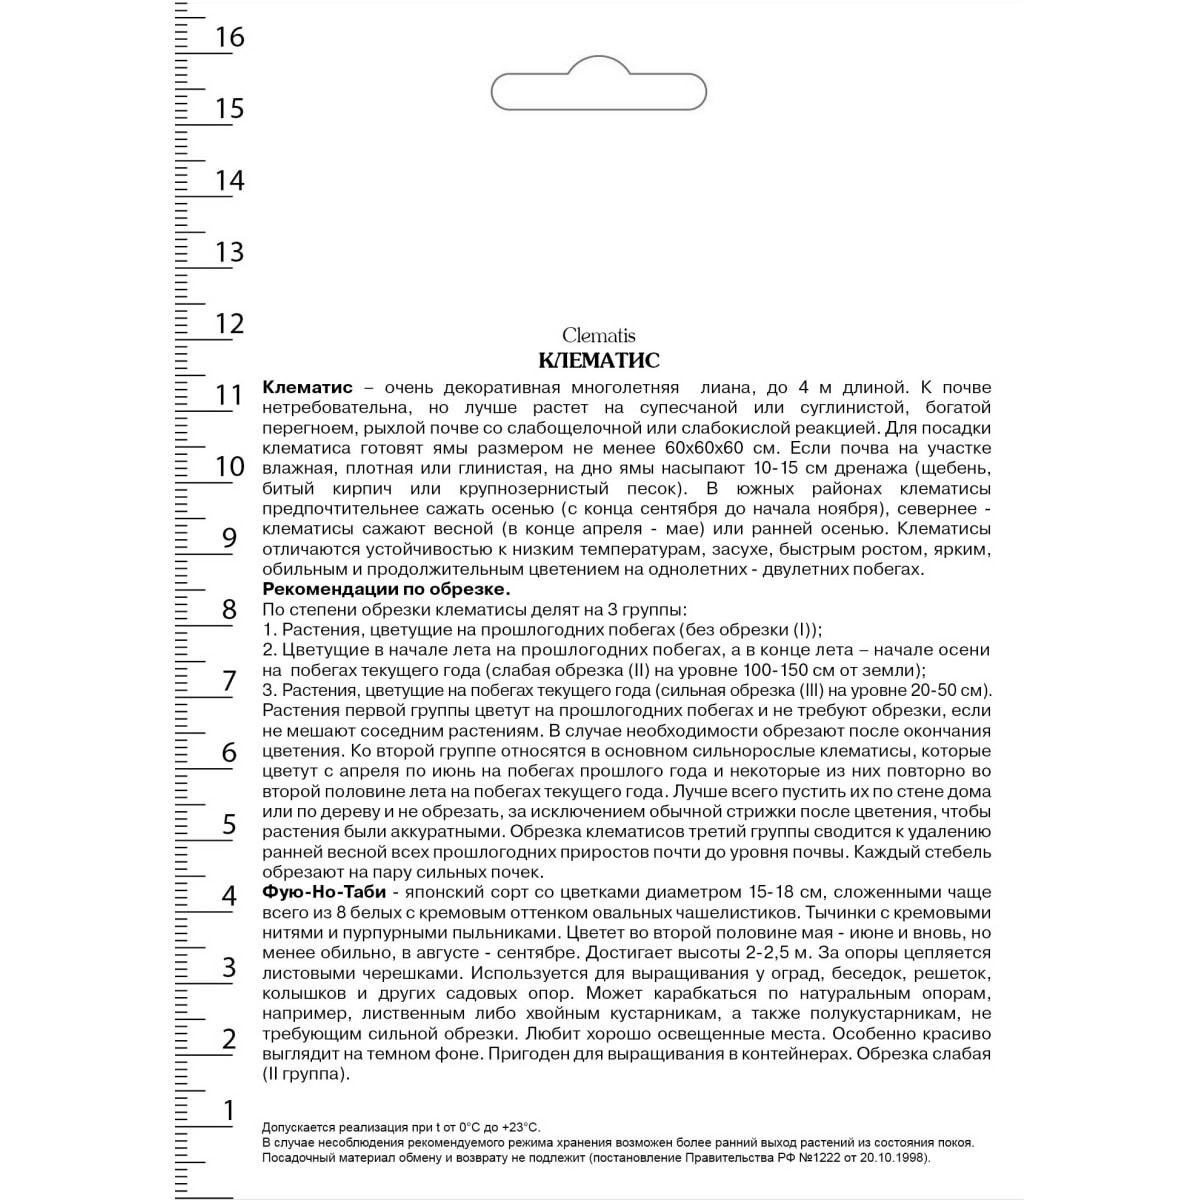 16
15
14
13
12
11
10
9
8
7
6
5
4
3
2
1
Clematis
КЛЕМАТИС
Клематис – очень декоративная многолетняя лиана, до 4 м длиной. К почве
нетребовательна, но лучше растет на супесчаной или суглинистой, богатой
перегноем, рыхлой почве со слабощелочной или слабокислой реакцией. Для посадки
клематиса готовят ямы размером не менее 60х60х60 см. Если почва на участке
влажная, плотная или глинистая, на дно ямы насыпают 10-15 см дренажа (щебень,
битый кирпич или крупнозернистый песок). В южных районах клематисы
предпочтительнее сажать осенью (с конца сентября до начала ноября), севернее -
клематисы сажают весной (в конце апреля - мае) или ранней осенью. Клематисы
отличаются устойчивостью к низким температурам, засухе, быстрым ростом, ярким,
обильным и продолжительным цветением на однолетних - двулетних побегах.
Рекомендации по обрезке.
По степени обрезки клематисы делят на 3 группы:
1. Растения, цветущие на прошлогодних побегах (без обрезки (I));
2. Цветущие в начале лета на прошлогодних побегах, а в конце лета – начале осени
на побегах текущего года (слабая обрезка (II) на уровне 100-150 см от земли);
3. Растения, цветущие на побегах текущего года (сильная обрезка (III) на уровне 20-50 см).
Растения первой группы цветут на прошлогодних побегах и не требуют обрезки, если
не мешают соседним растениям. В случае необходимости обрезают после окончания
цветения. Ко второй группе относятся в основном сильнорослые клематисы, которые
цветут с апреля по июнь на побегах прошлого года и некоторые из них повторно во
второй половине лета на побегах текущего года. Лучше всего пустить их по стене дома
или по дереву и не обрезать, за исключением обычной стрижки после цветения, чтобы
растения были аккуратными. Обрезка клематисов третий группы сводится к удалению
ранней весной всех прошлогодних приростов почти до уровня почвы. Каждый стебель
обрезают на пару сильных почек.
Фую-Но-Таби - японский сорт со цветками диаметром 15-18 см, сложенными чаще
всего из 8 белых с кремовым оттенком овальных чашелистиков. Тычинки с кремовыми
нитями и пурпурными пыльниками. Цветет во второй половине мая - июне и вновь, но
менее обильно, в августе - сентябре. Достигает высоты 2-2,5 м. За опоры цепляется
листовыми черешками. Используется для выращивания у оград, беседок, решеток,
колышков и других садовых опор. Может карабкаться по натуральным опорам,
например, лиственным либо хвойным кустарникам, а также полукустарникам, не
требующим сильной обрезки. Любит хорошо освещенные места. Особенно красиво
выглядит на темном фоне. Пригоден для выращивания в контейнерах. Обрезка слабая
(II группа).
Допускается реализация при t от 0°С до +23°С.
В случае несоблюдения рекомендуемого режима хранения возможен более ранний выход растений из состояния покоя.
Посадочный материал обмену и возврату не подлежит (постановление Правительства РФ №1222 от 20.10.1998).